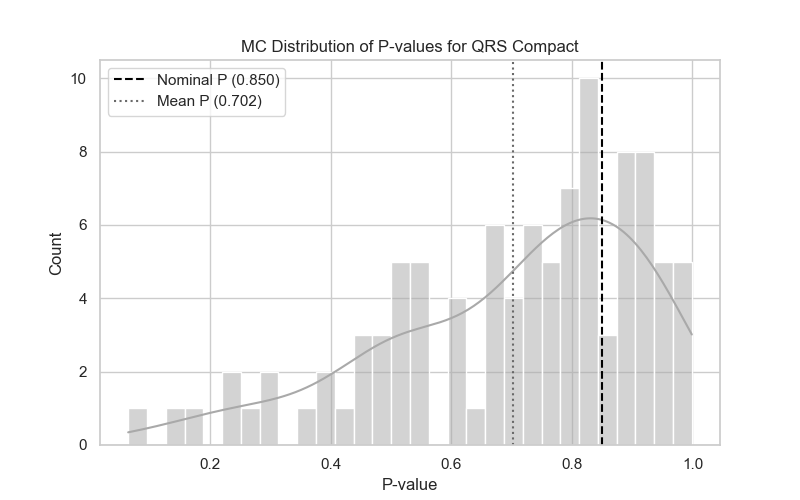 MC Distribution of P-values for QRS Compact
Nominal P (0.850)
Mean P (0.702)
10
8
6
4
2
0
Count
0.2 0.4 0.6 0.8 1.0
P-value